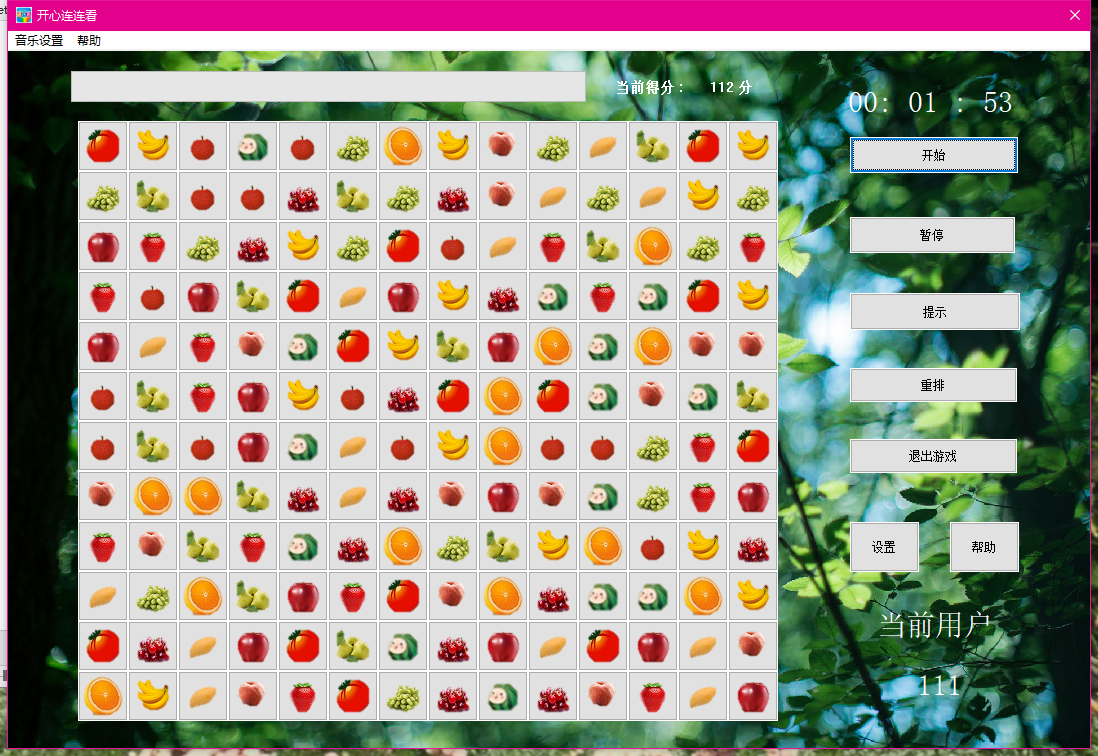 开心连连看
音乐设置 帮助
当前得分： 112 分
00: 01 : 53
开始
暂停
提示
重排
退出游戏
设置 帮助
当前用户
111